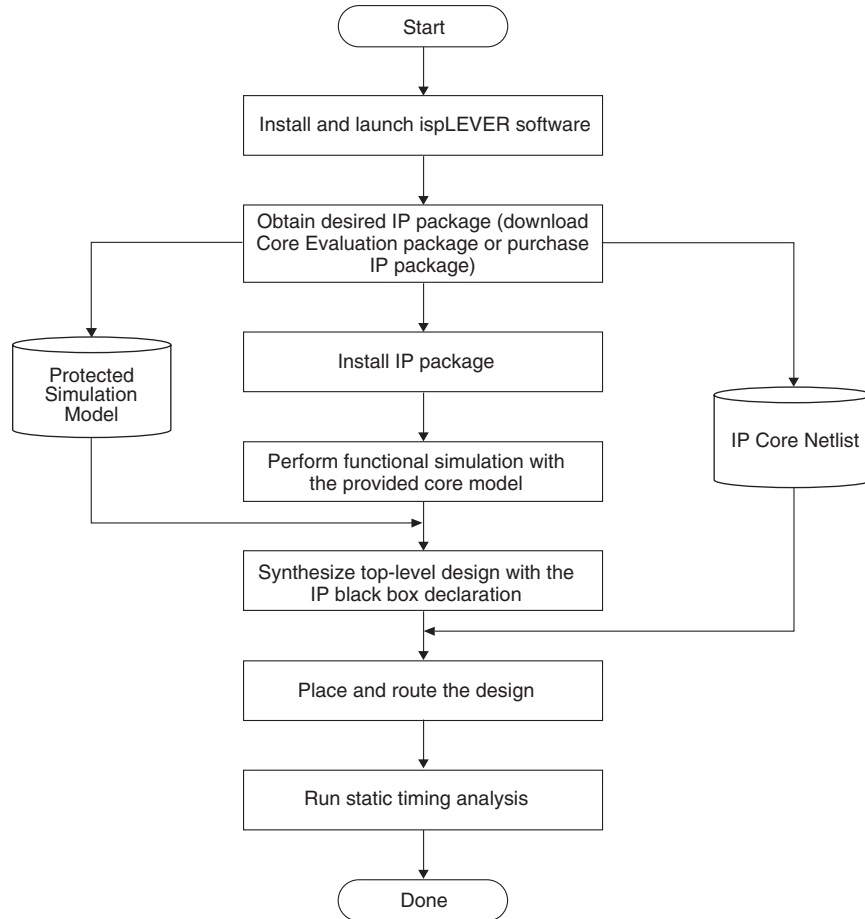 Start
Install and launch ispLEVER software
Obtain desired IP package (download
Core Evaluation package or purchase
IP package)
Install IP package
Protected
Simulation
Model
IP Core Netlist
Perform functional simulation with
the provided core model
Synthesize top-level design with the
IP black box declaration
Place and route the design
Run static timing analysis
Done